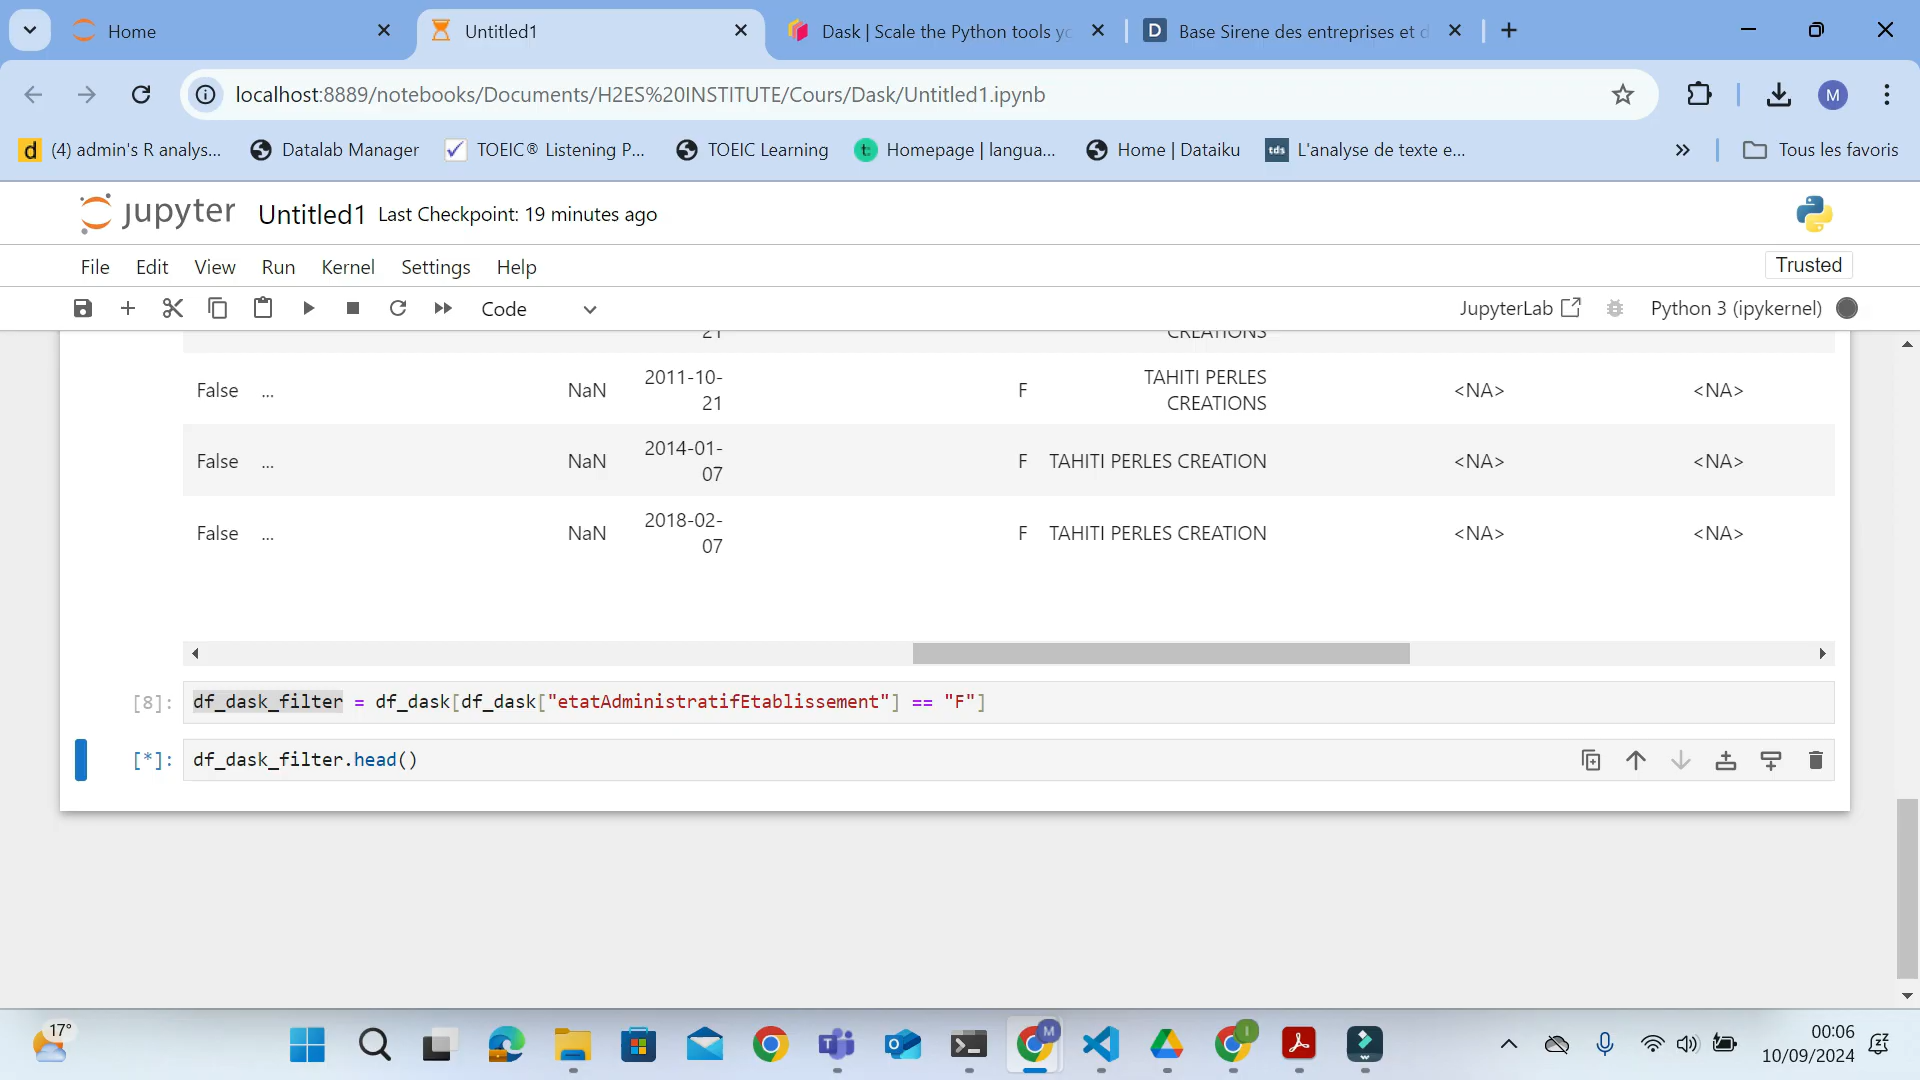 Home
Untitled1
Dask | Scale the Python tools yo
D
Base Sirene des entreprises et d
localhost:8889/notebooks/Documents/H2ES%20INSTITUTE/Cours/Dask/Untitled1.ipynb
M
d (4) admin's R analys...
Datalab Manager
TOEIC® Listening P...
TOEIC Learning
t Homepage | langua...
Home | Dataiku
tds L'analyse de texte e...
Tous les favoris
jupyter Untitled1 Last Checkpoint: 19 minutes ago
File Edit View Run Kernel Settings Help
Trusted
Code
JupyterLab
Python 3 (ipykernel)
21 CREATIONS
False ... NaN 2011-10-21 F TAHITI PERLES CREATIONS <NA> <NA>
False ... NaN 2014-01-07 F TAHITI PERLES CREATION <NA> <NA>
False ... NaN 2018-02-07 F TAHITI PERLES CREATION <NA> <NA>
[8]: df_dask_filter = df_dask[df_dask["etatAdministratifEtablissement"] == "F"]
[*]: df_dask_filter.head()
17°
M
I
00:06
10/09/2024